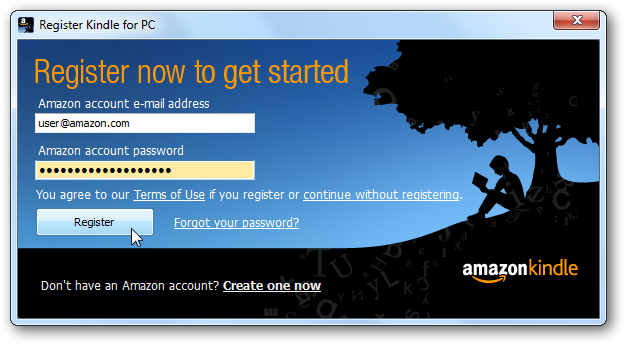 Register Kindle for PC
Register now to get started
Amazon account e-mail address
user@amazon.com
Amazon account password
●●●●●●●●●●●●●●●●●●●
You agree to our Terms of Use if you register or continue without registering.
Register
Forgot your password?
amazonkindle
Don't have an Amazon account? Create one now